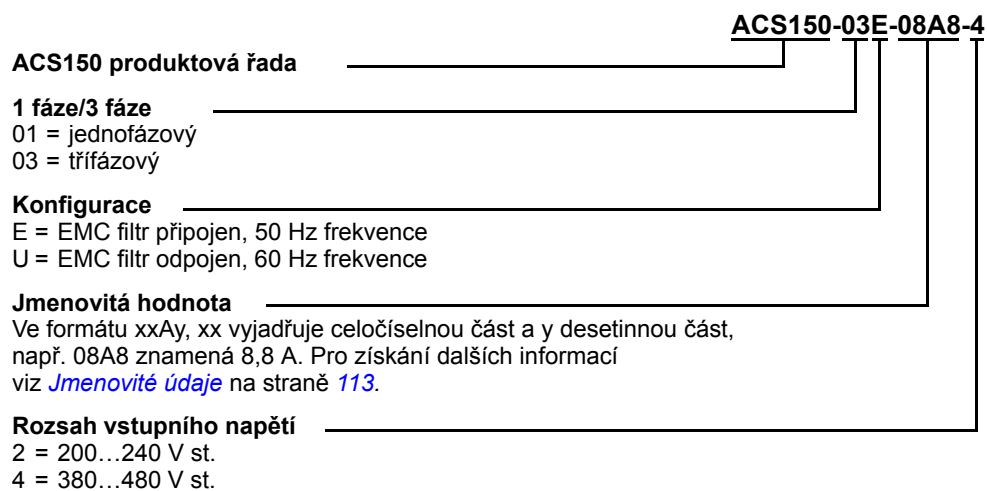 ACS150-03E-08A8-4
ACS150 produktová řada
1 fáze/3 fáze
01 = jednofázový
03 = třífázový
Konfigurace
E = EMC filtr připojen, 50 Hz frekvence
U = EMC filtr odpojen, 60 Hz frekvence
Jmenovitá hodnota
Ve formátu xxAy, xx vyjadřuje celočíselnou část a y desetinnou část,
např. 08A8 znamená 8,8 A. Pro získání dalších informací
viz Jmenovité údaje na straně 113.
Rozsah vstupního napětí
2 = 200…240 V st.
4 = 380…480 V st.